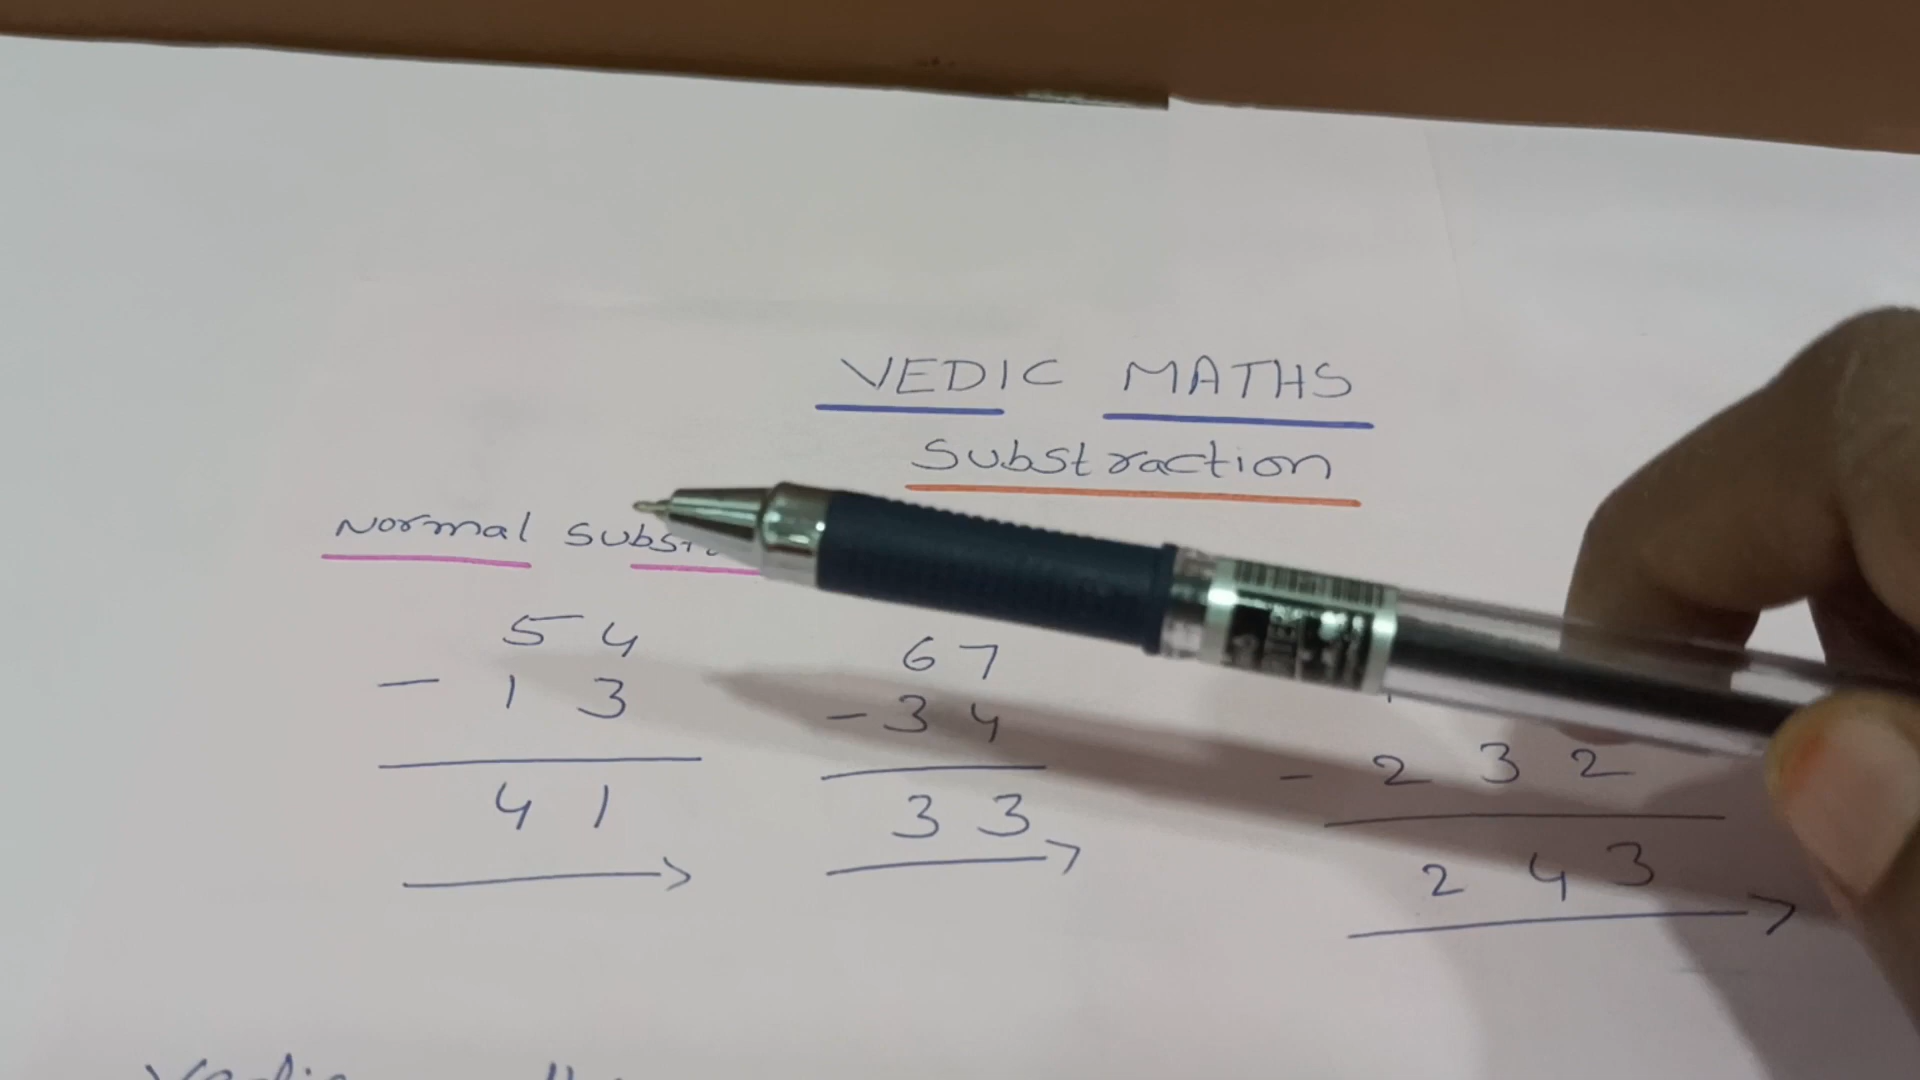 VEDIC MATHS
Substraction
Normal
54 67
- 13 - 34 - 232
41 33 243